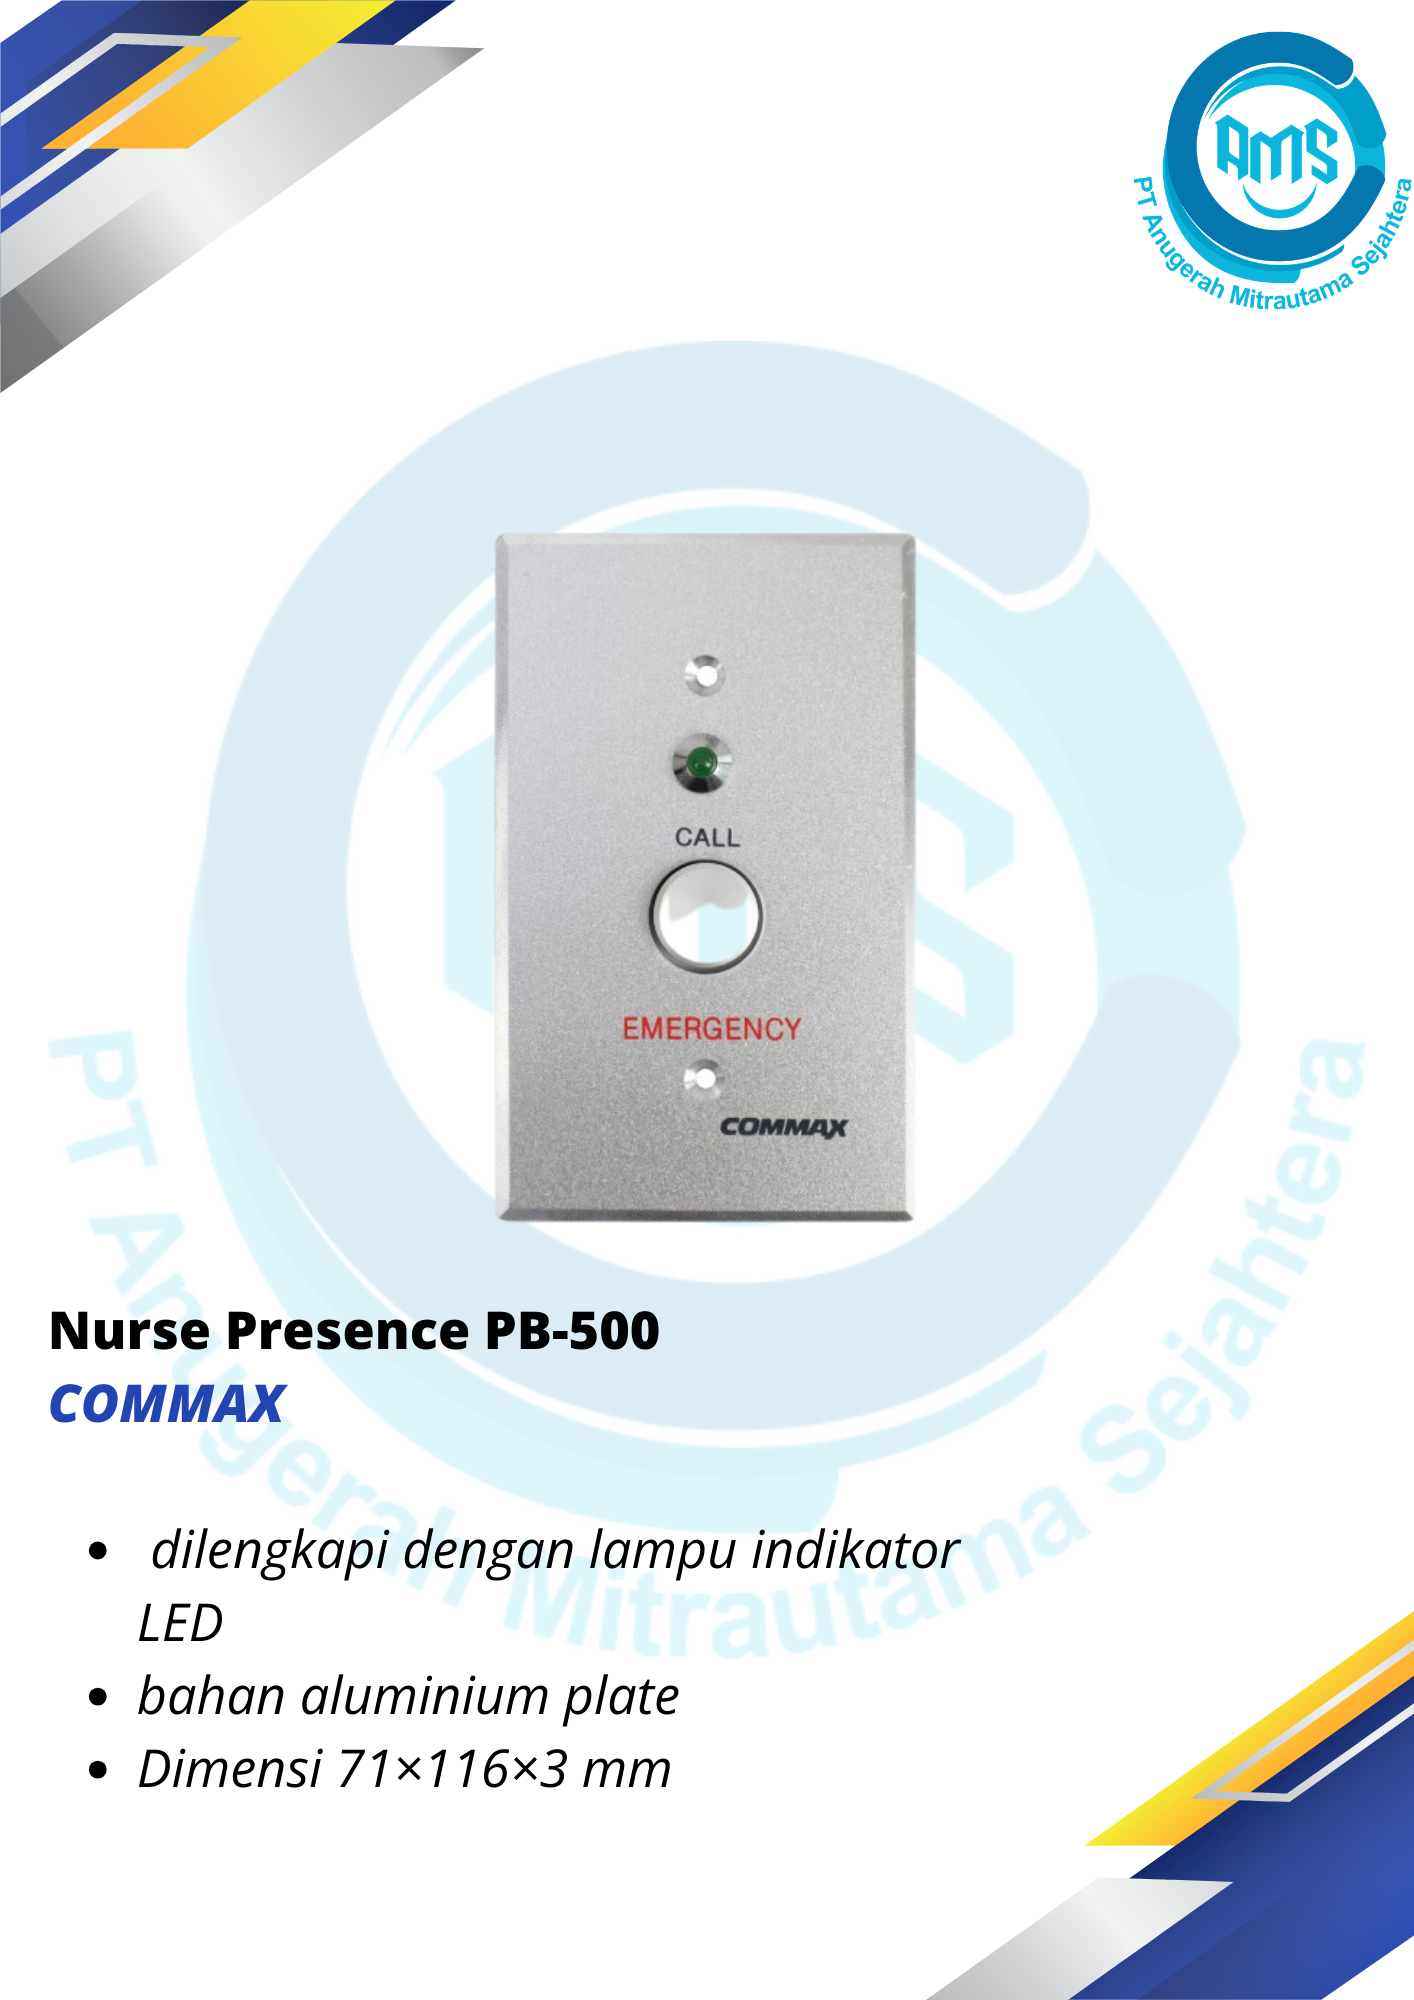 AMS
PT Anugerah Mitrautama Sejahtera
CALL
EMERGENCY
COMMAX
PT Anugerah Mitrautama Sejahtera
Nurse Presence PB-500
COMMAX
• dilengkapi dengan lampu indikator
LED
• bahan aluminium plate
• Dimensi 71×116×3 mm